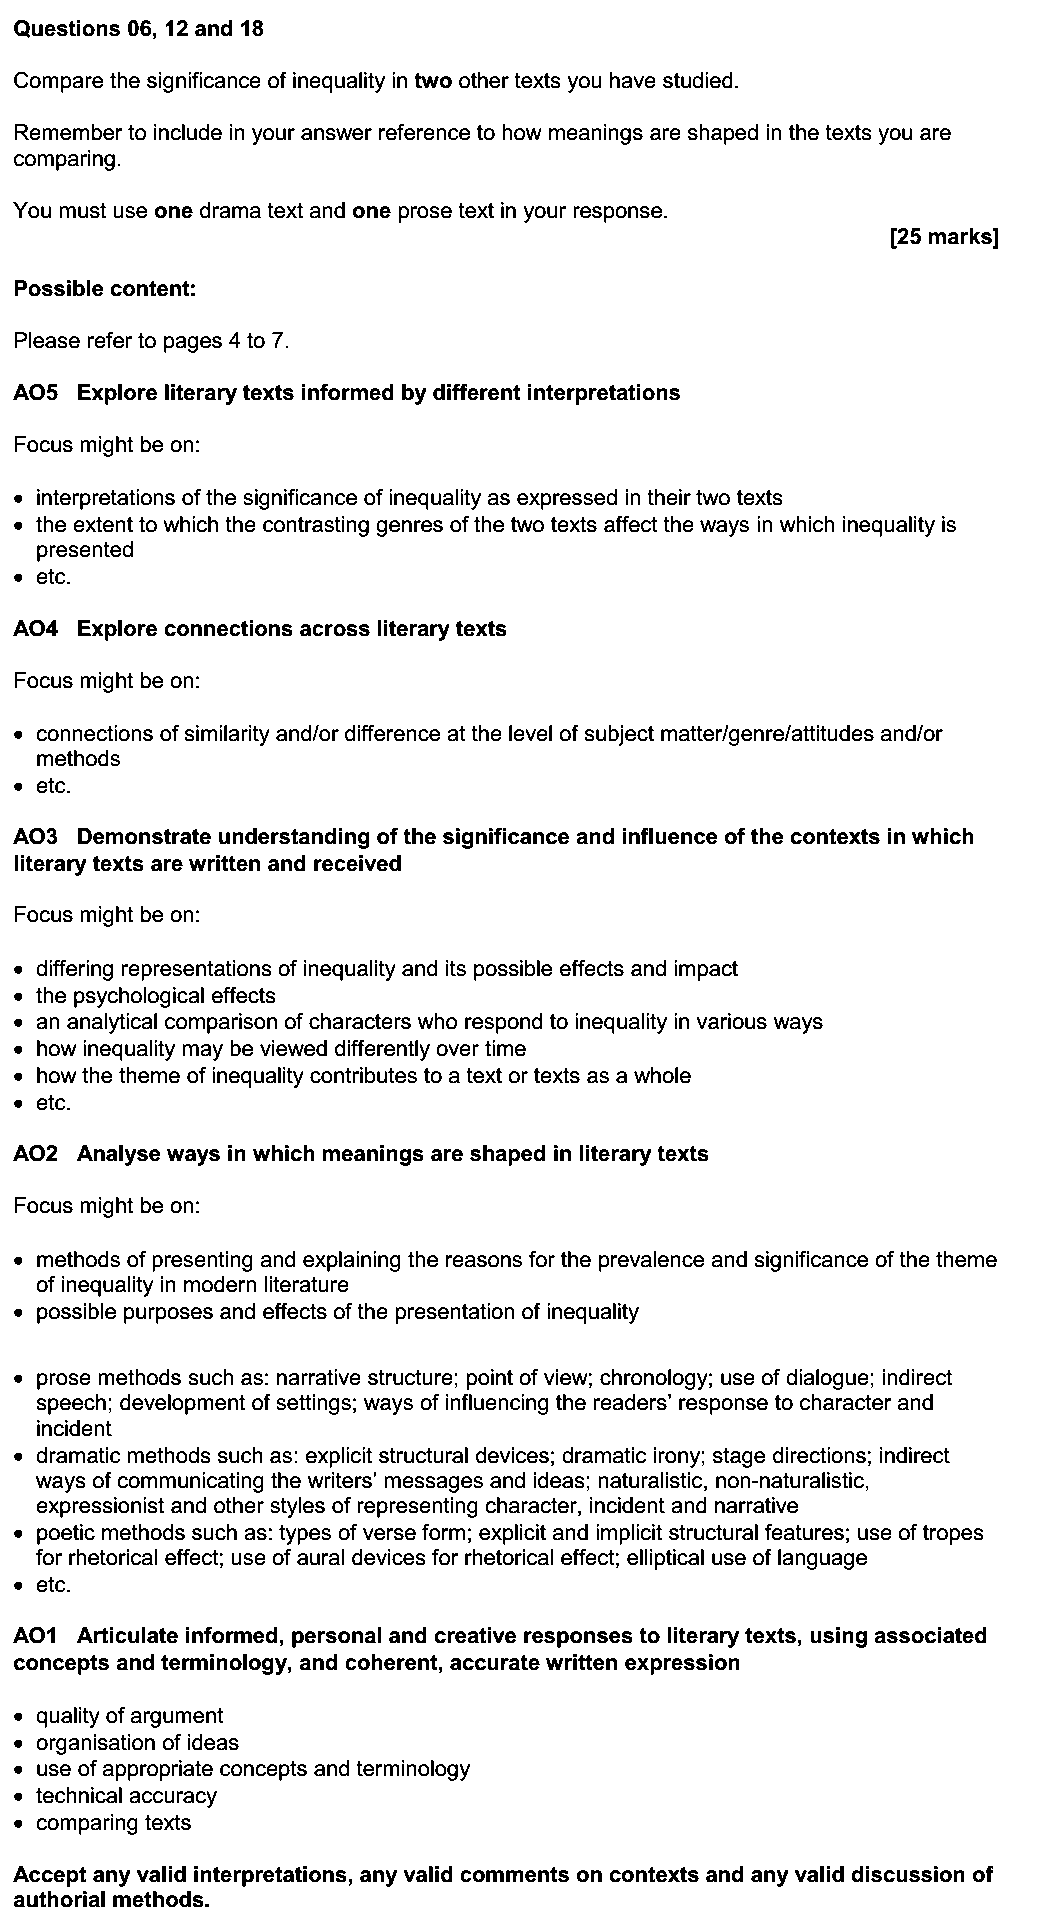 Questions 06, 12 and 18
Compare the significance of inequality in two other texts you have studied.
Remember to include in your answer reference to how meanings are shaped in the texts you are
comparing.
You must use one drama text and one prose text in your response.
[25 marks]
Possible content:
Please refer to pages 4 to 7.
AO5 Explore literary texts informed by different interpretations
Focus might be on:
• interpretations of the significance of inequality as expressed in their two texts
• the extent to which the contrasting genres of the two texts affect the ways in which inequality is
presented
• etc.
AO4 Explore connections across literary texts
Focus might be on:
• connections of similarity and/or difference at the level of subject matter/genre/attitudes and/or
methods
• etc.
AO3 Demonstrate understanding of the significance and influence of the contexts in which
literary texts are written and received
Focus might be on:
• differing representations of inequality and its possible effects and impact
• the psychological effects
• an analytical comparison of characters who respond to inequality in various ways
• how inequality may be viewed differently over time
• how the theme of inequality contributes to a text or texts as a whole
• etc.
AO2 Analyse ways in which meanings are shaped in literary texts
Focus might be on:
• methods of presenting and explaining the reasons for the prevalence and significance of the theme
of inequality in modern literature
• possible purposes and effects of the presentation of inequality
• prose methods such as: narrative structure; point of view; chronology; use of dialogue; indirect
speech; development of settings; ways of influencing the readers' response to character and
incident
• dramatic methods such as: explicit structural devices; dramatic irony; stage directions; indirect
ways of communicating the writers' messages and ideas; naturalistic, non-naturalistic,
expressionist and other styles of representing character, incident and narrative
• poetic methods such as: types of verse form; explicit and implicit structural features; use of tropes
for rhetorical effect; use of aural devices for rhetorical effect; elliptical use of language
• etc.
AO1 Articulate informed, personal and creative responses to literary texts, using associated
concepts and terminology, and coherent, accurate written expression
• quality of argument
• organisation of ideas
• use of appropriate concepts and terminology
• technical accuracy
• comparing texts
Accept any valid interpretations, any valid comments on contexts and any valid discussion of
authorial methods.